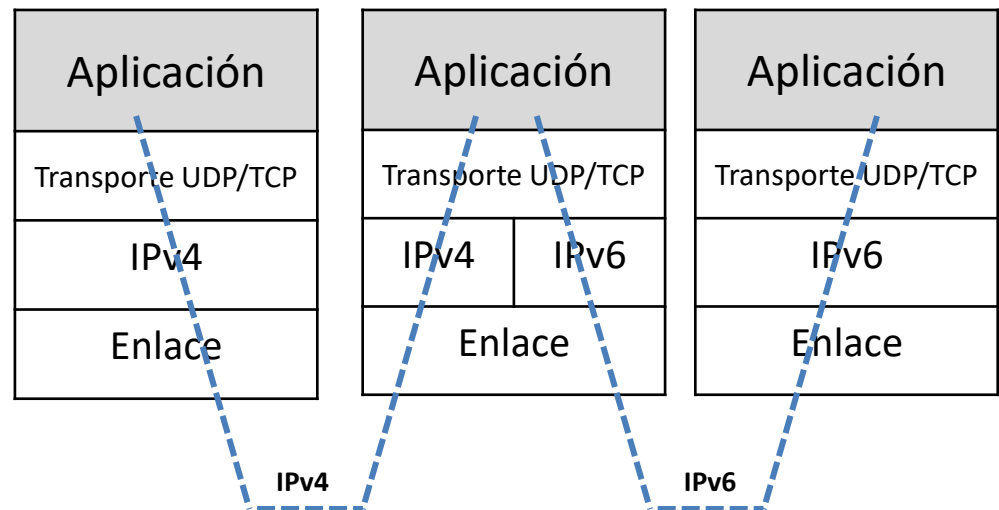 Aplicación
Transporte UDP/TCP
IPv4
Enlace
Aplicación
Transporte UDP/TCP
IPv4 IPv6
Enlace
Aplicación
Transporte UDP/TCP
IPv6
Enlace
IPv4
IPv6